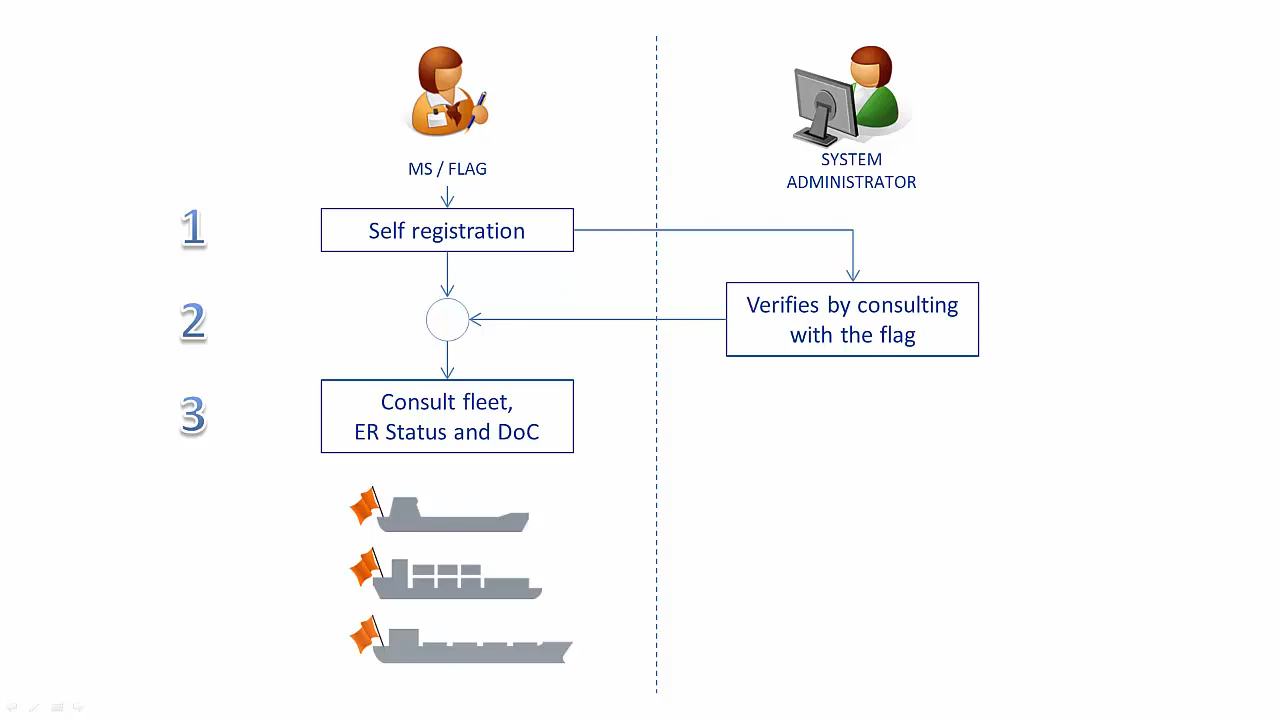 MS / FLAG
SYSTEM
ADMINISTRATOR
1
Self registration
2
Verifies by consulting
with the flag
3
Consult fleet,
ER Status and DoC